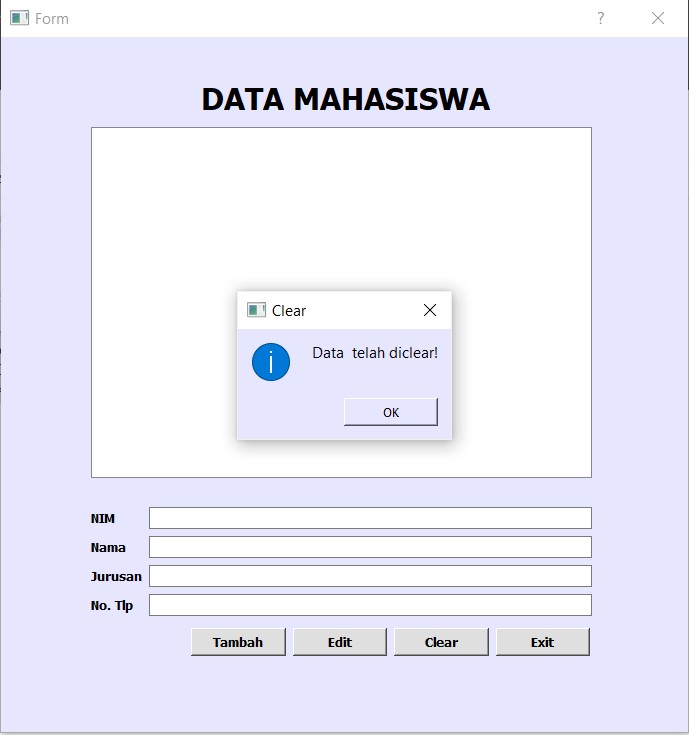 Form
?
DATA MAHASISWA
Clear
i
Data  telah diclear!
OK
NIM
Nama
Jurusan
No. Tlp
Tambah Edit Clear Exit